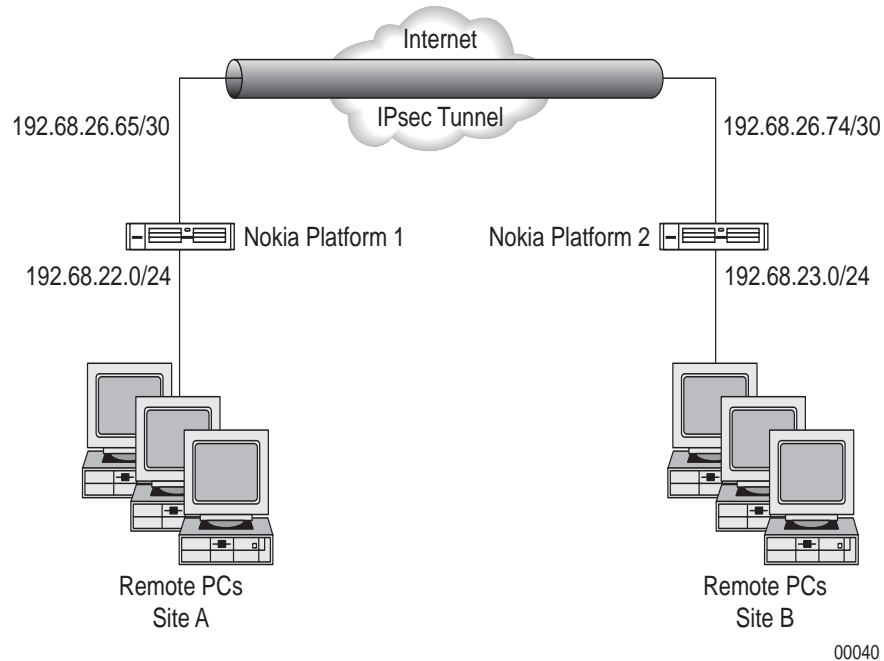 Internet
IPsec Tunnel
192.68.26.65/30
192.68.26.74/30
Nokia Platform 1
Nokia Platform 2
192.68.22.0/24
192.68.23.0/24
Remote PCs
Site A
Remote PCs
Site B
00040